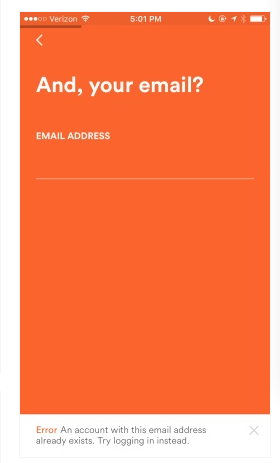 Verizon 5:01 PM
And, your email?
EMAIL ADDRESS
Error An account with this email address
already exists. Try logging in instead.